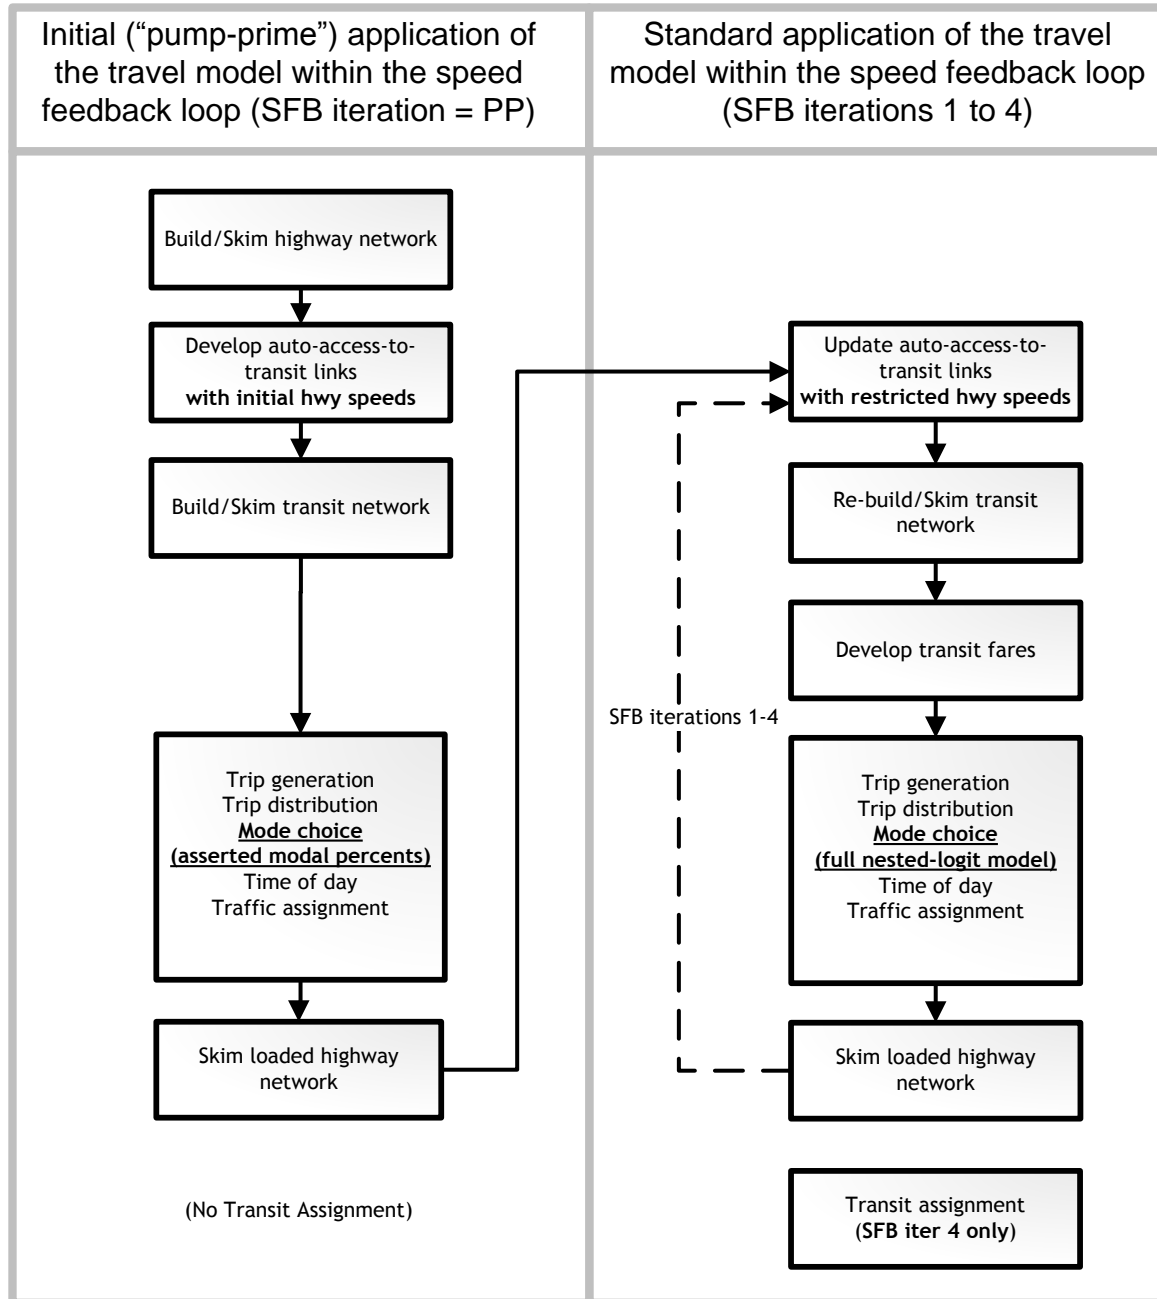 Initial (“pump-prime”) application of
the travel model within the speed
feedback loop (SFB iteration = PP)
Standard application of the travel
model within the speed feedback loop
(SFB iterations 1 to 4)
Build/Skim highway network
Develop auto-access-to-
transit links
with initial hwy speeds
Build/Skim transit network
Trip generation
Trip distribution
Mode choice
(asserted modal percents)
Time of day
Traffic assignment
Skim loaded highway
network
(No Transit Assignment)
Update auto-access-to-
transit links
with restricted hwy speeds
Re-build/Skim transit
network
Develop transit fares
SFB iterations 1-4
Trip generation
Trip distribution
Mode choice
(full nested-logit model)
Time of day
Traffic assignment
Skim loaded highway
network
Transit assignment
(SFB iter 4 only)